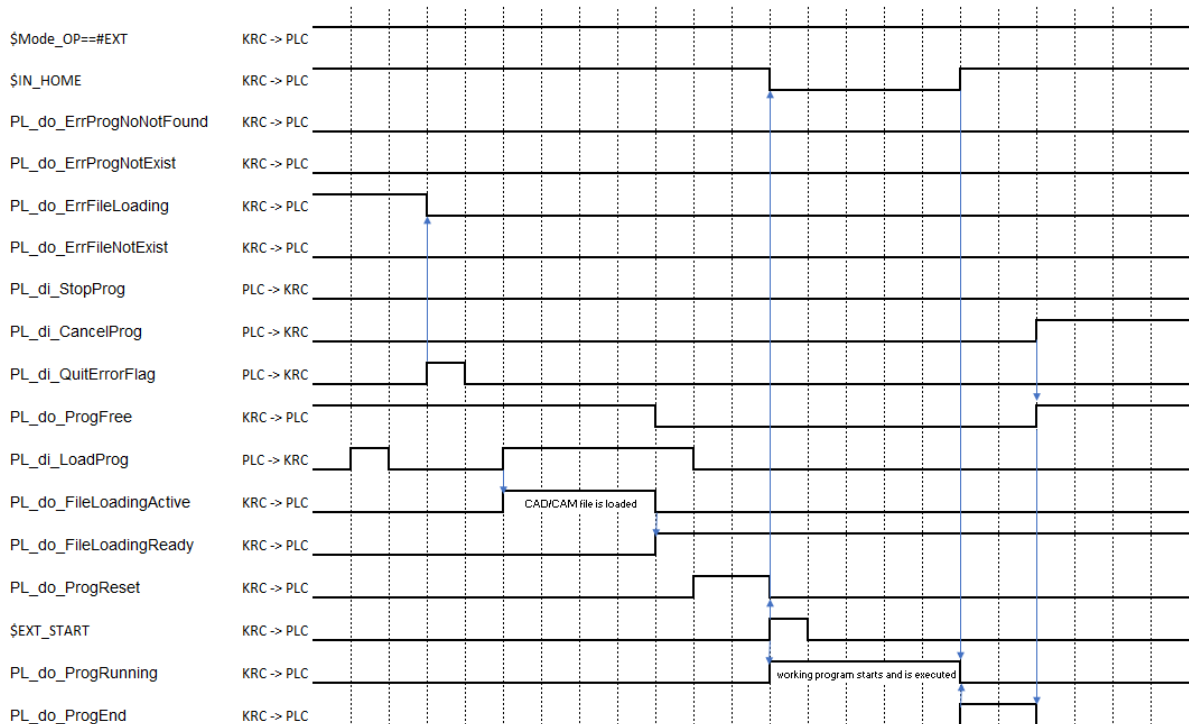 $Mode_OP==#EXT KRC -> PLC
$IN_HOME KRC -> PLC
PL_do_ErrProgNoNotFound KRC -> PLC
PL_do_ErrProgNotExist KRC -> PLC
PL_do_ErrFileLoading KRC -> PLC
PL_do_ErrFileNotExist KRC -> PLC
PL_di_StopProg PLC -> KRC
PL_di_CancelProg PLC -> KRC
PL_di_QuitErrorFlag PLC -> KRC
PL_do_ProgFree KRC -> PLC
PL_di_LoadProg PLC -> KRC
PL_do_FileLoadingActive KRC -> PLC CAD/CAM file is loaded
PL_do_FileLoadingReady KRC -> PLC
PL_do_ProgReset KRC -> PLC
$EXT_START KRC -> PLC
PL_do_ProgRunning KRC -> PLC working program starts and is executed
PL_do_ProgEnd KRC -> PLC